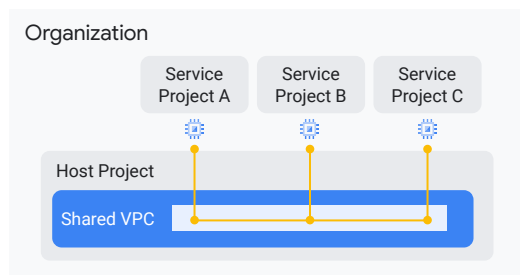 Organization
Service
Project A
Service
Project B
Service
Project C
Host Project
Shared VPC